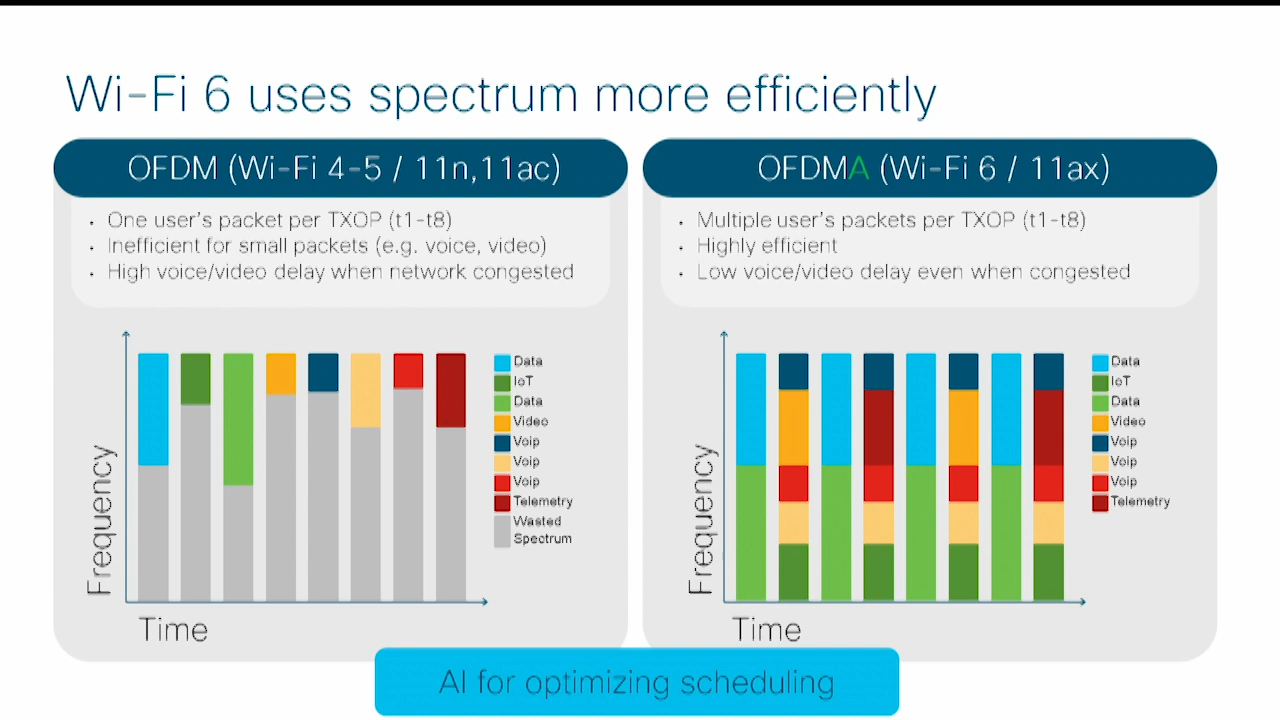 Wi-Fi 6 uses spectrum more efficiently
OFDM (Wi-Fi 4-5 / 11n,11ac)
• One user's packet per TXOP (t1-t8)
• Inefficient for small packets (e.g. voice, video)
• High voice/video delay when network congested
Frequency
Time
Data
IoT
Data
Video
Voip
Voip
Voip
Telemetry
Wasted
Spectrum
OFDMA (Wi-Fi 6 / 11ax)
• Multiple user's packets per TXOP (t1-t8)
• Highly efficient
• Low voice/video delay even when congested
Frequency
Time
Data
IoT
Data
Video
Voip
Voip
Voip
Telemetry
AI for optimizing scheduling